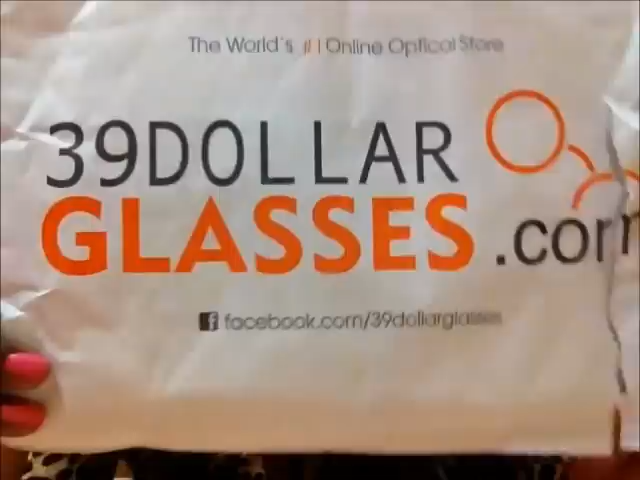 The World's #1 Online Optical Store
39DOLLAR
GLASSES.com
facebook.com/39dollarglasses